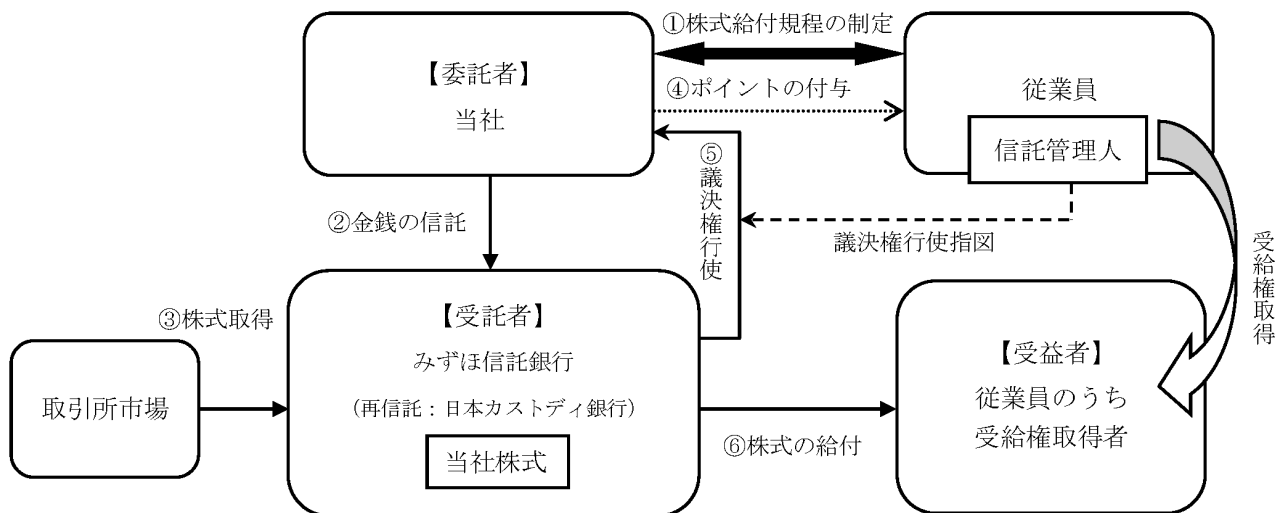 ①株式給付規程の制定
【委託者】
当社
④ポイントの付与
従業員
信託管理人
②金銭の信託
⑤議決権行使
議決権行使指図
受給権取得
③株式取得
取引所市場
【受託者】
みずほ信託銀行
（再信託：日本カストディ銀行）
当社株式
⑥株式の給付
【受益者】
従業員のうち
受給権取得者